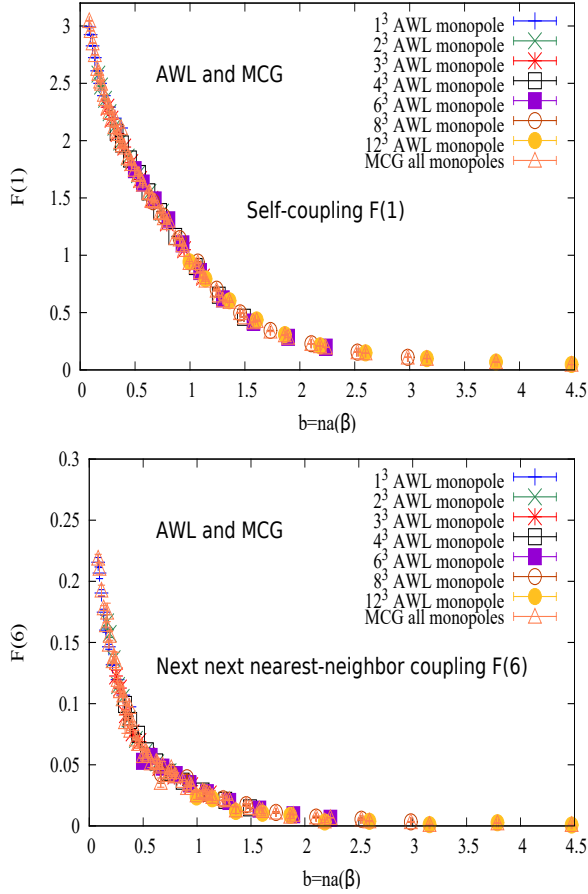 3
2.5
2
1.5
1
0.5
0
F(1)
AWL and MCG
Self-coupling F(1)
1³ AWL monopole
2³ AWL monopole
3³ AWL monopole
4³ AWL monopole
6³ AWL monopole
8³ AWL monopole
12³ AWL monopole
MCG all monopoles
0 0.5 1 1.5 2 2.5 3 3.5 4 4.5
b=na(β)
0.3
0.25
0.2
0.15
0.1
0.05
0
F(6)
AWL and MCG
Next next nearest-neighbor coupling F(6)
1³ AWL monopole
2³ AWL monopole
3³ AWL monopole
4³ AWL monopole
6³ AWL monopole
8³ AWL monopole
12³ AWL monopole
MCG all monopoles
0 0.5 1 1.5 2 2.5 3 3.5 4 4.5
b=na(β)